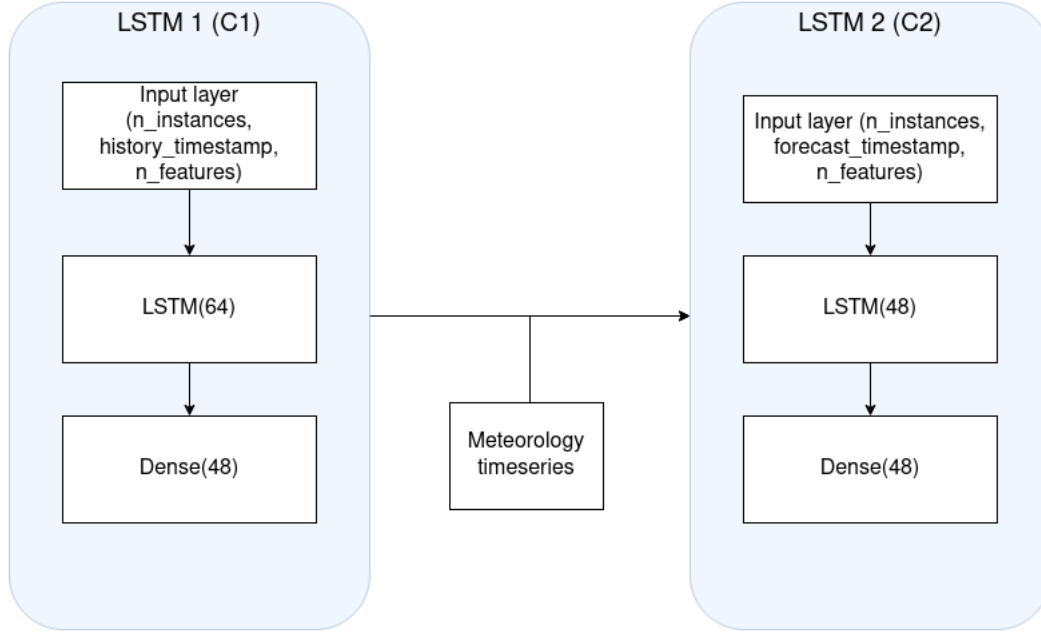 LSTM 1 (C1)
Input layer
(n_instances,
history_timestamp,
n_features)
LSTM(64)
Dense(48)
Meteorology
timeseries
LSTM 2 (C2)
Input layer (n_instances,
forecast_timestamp,
n_features)
LSTM(48)
Dense(48)